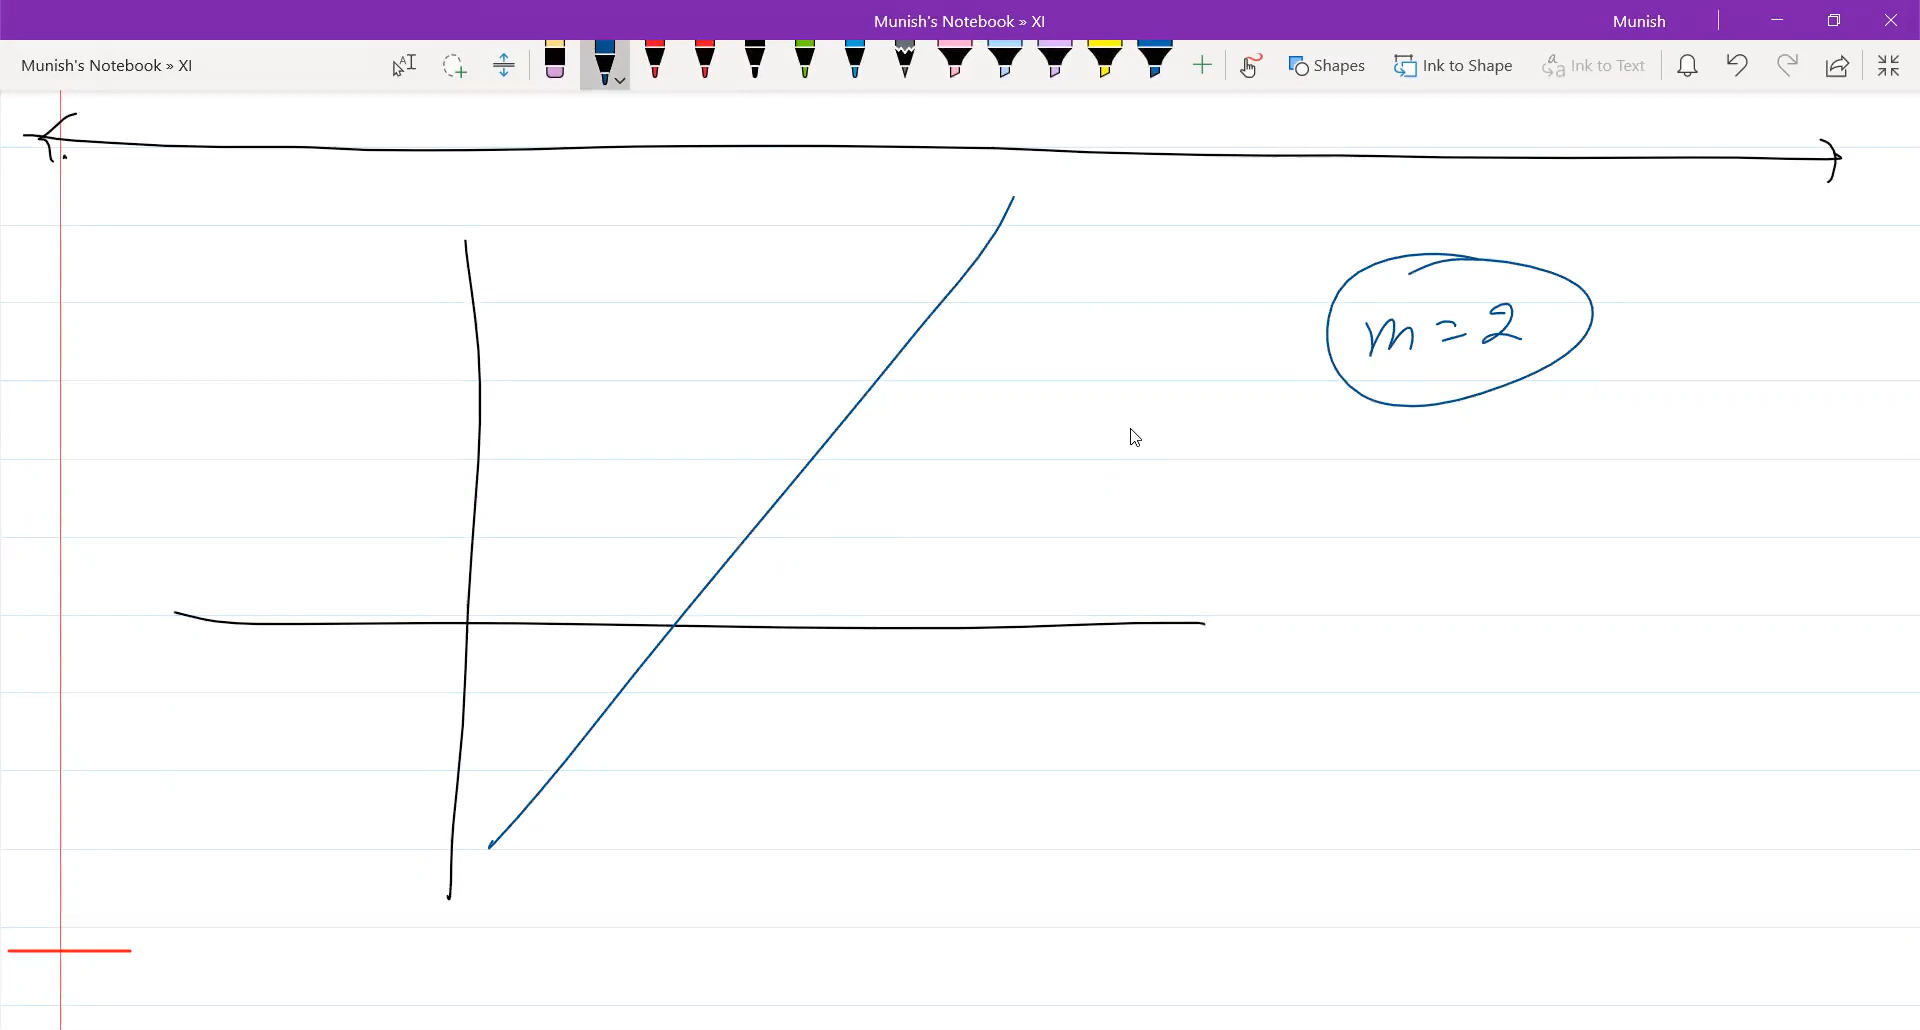 Munish's Notebook » XI
Munish
Munish's Notebook » XI
Shapes
Ink to Shape
Ink to Text
m = 2